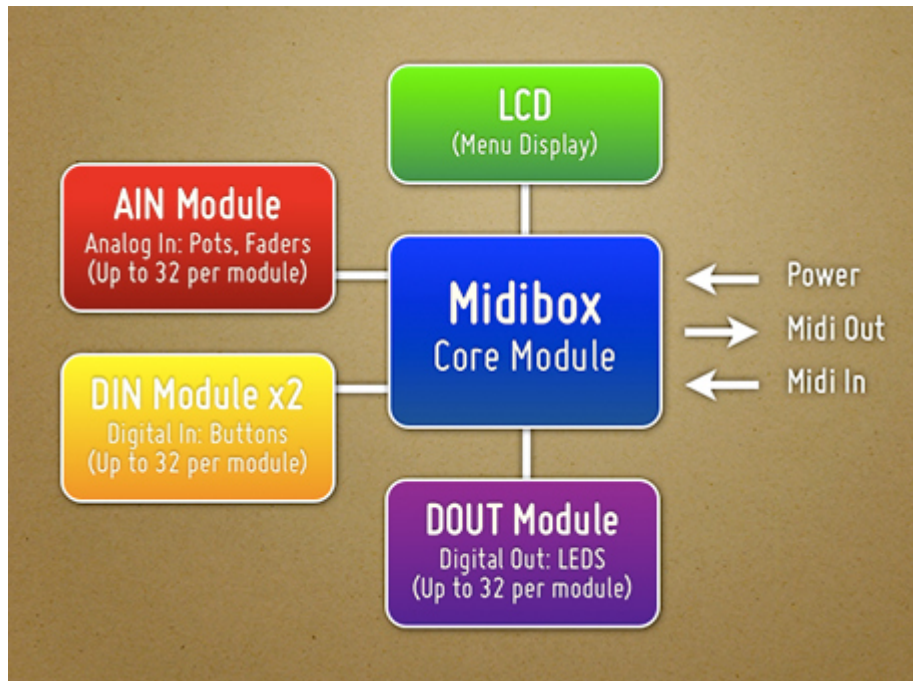 LCD
(Menu Display)
AIN Module
Analog In: Pots, Faders
(Up to 32 per module)
Midibox
Core Module
Power
Midi Out
Midi In
DIN Module x2
Digital In: Buttons
(Up to 32 per module)
DOUT Module
Digital Out: LEDS
(Up to 32 per module)